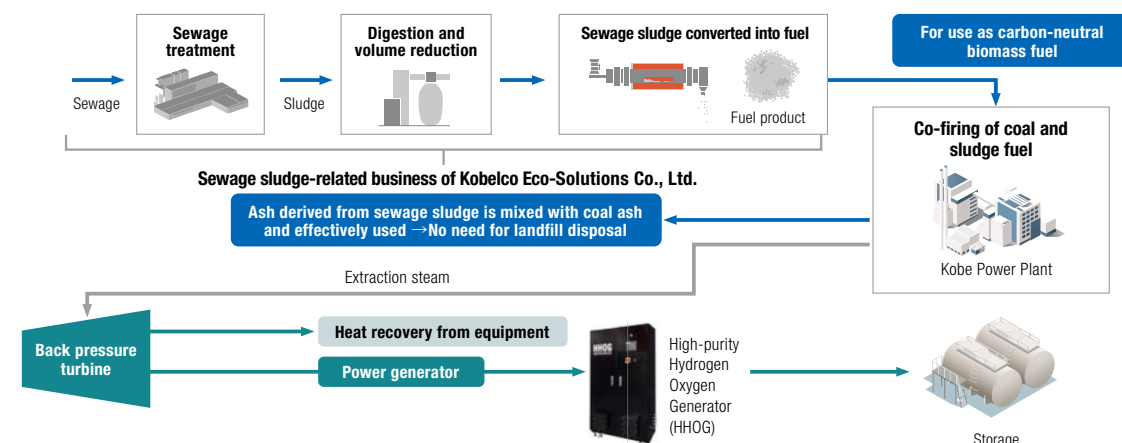 Sewage
treatment
Digestion and
volume reduction
Sewage sludge converted into fuel
For use as carbon-neutral
biomass fuel
Sewage
Sludge
Fuel product
Co-firing of coal and
sludge fuel
Sewage sludge-related business of Kobelco Eco-Solutions Co., Ltd.
Ash derived from sewage sludge is mixed with coal ash
and effectively used →No need for landfill disposal
Kobe Power Plant
Extraction steam
Back pressure
turbine
Heat recovery from equipment
Power generator
HHOG
High-purity
Hydrogen
Oxygen
Generator
(HHOG)
Storage